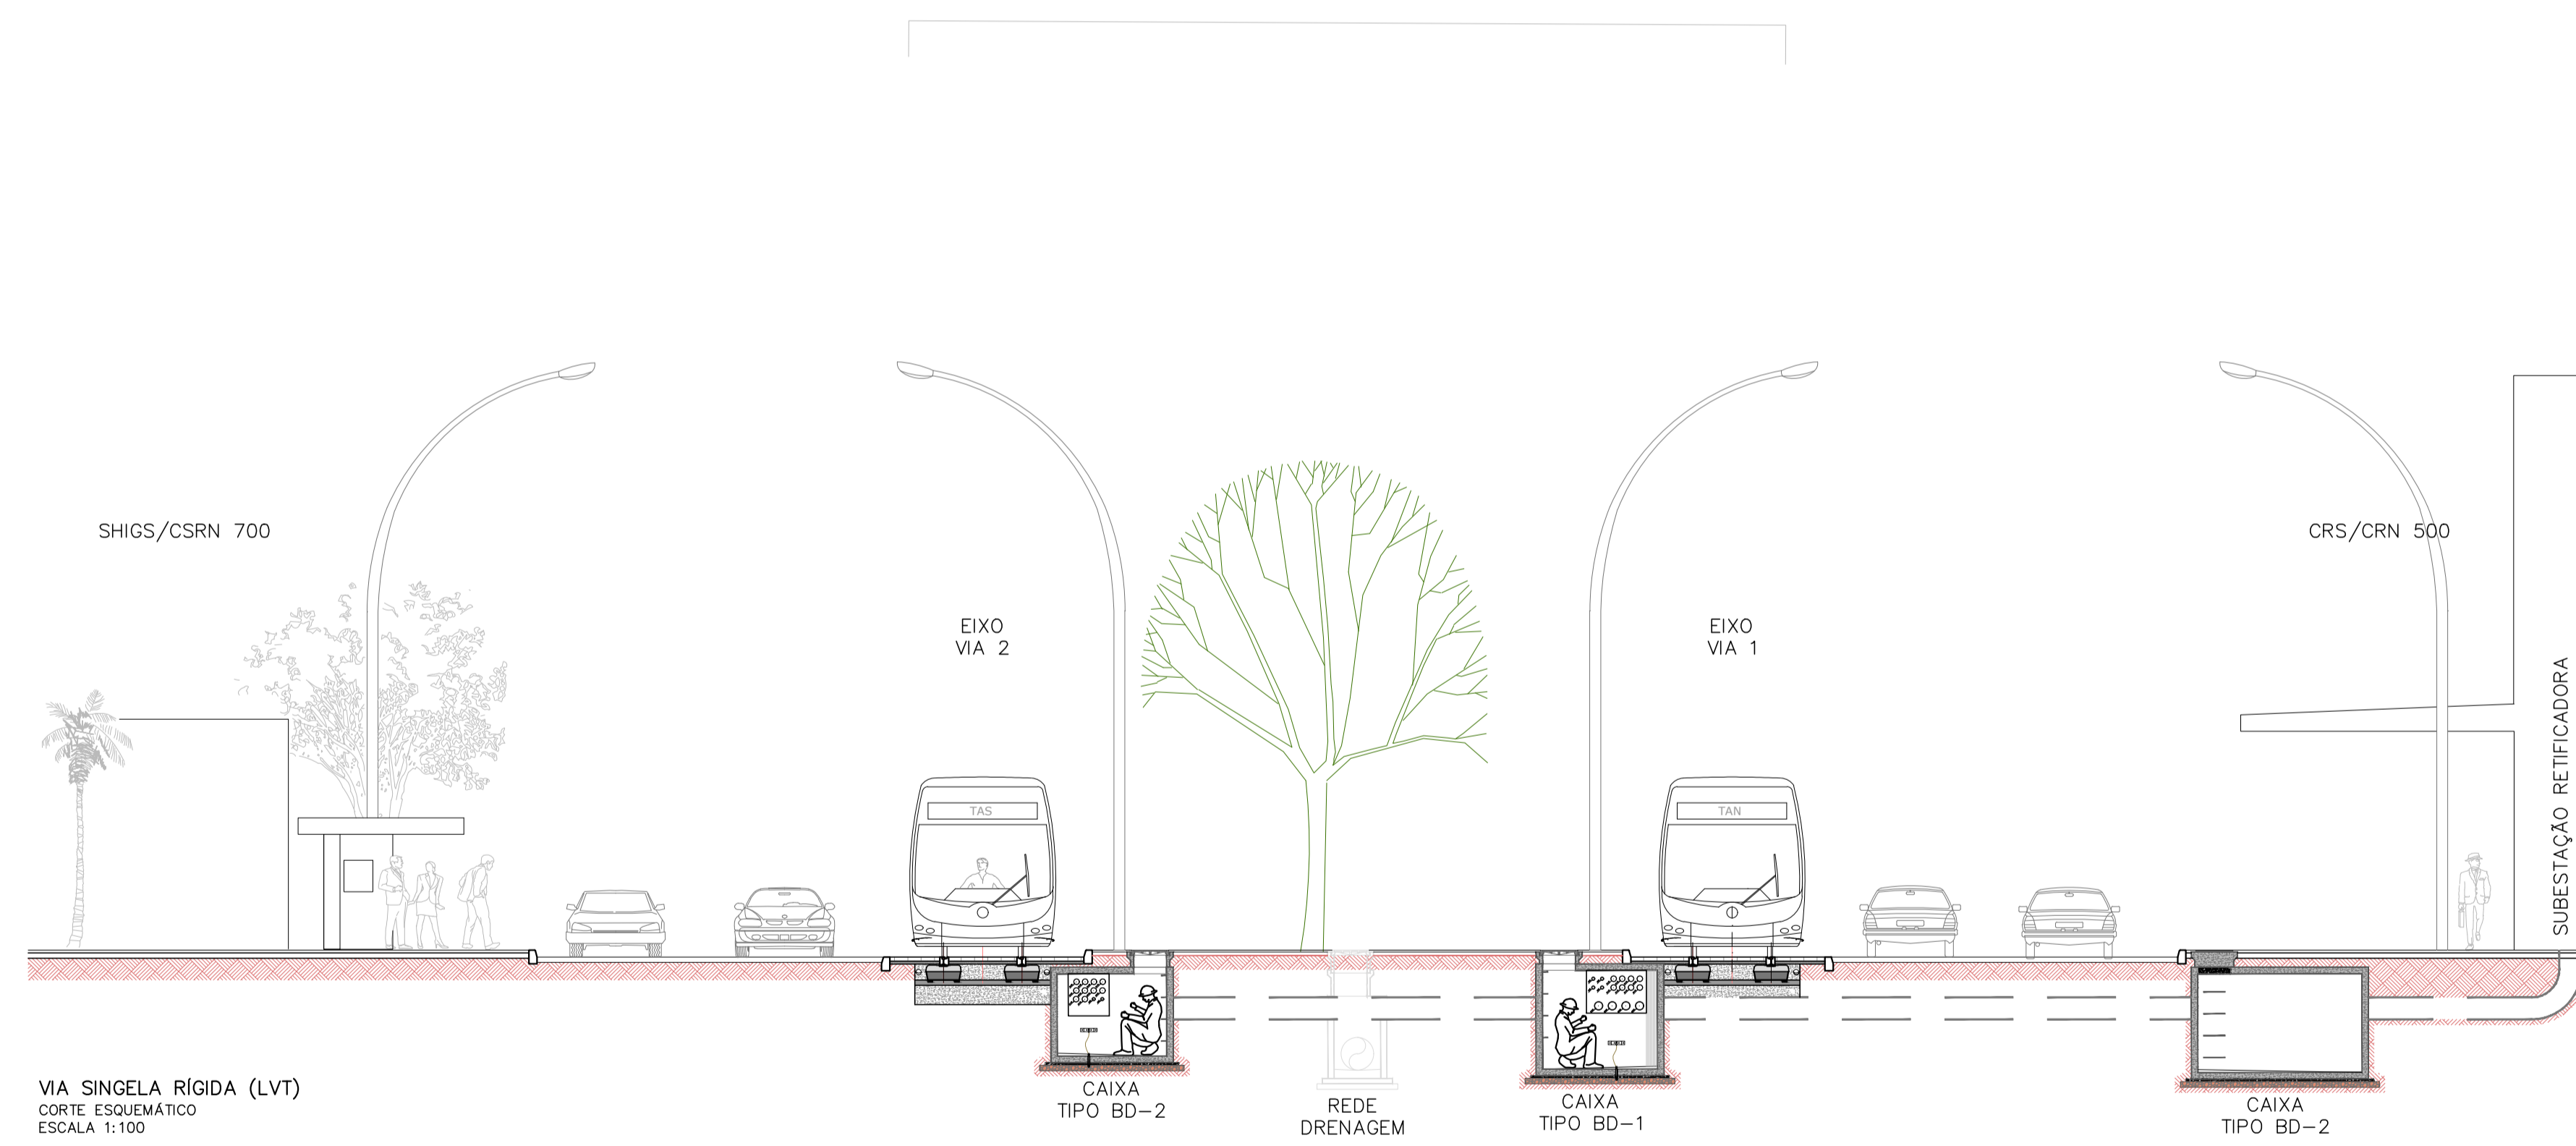 SHIGS/CSRN 700
CRS/CRN 500
EIXO
VIA 2
EIXO
VIA 1
SUBESTAÇÃO RETIFICADORA
TAS
TAN
VIA SINGELA RÍGIDA (LVT)
CORTE ESQUEMÁTICO
ESCALA 1:100
CAIXA
TIPO BD-2
REDE
DRENAGEM
CAIXA
TIPO BD-1
CAIXA
TIPO BD-2